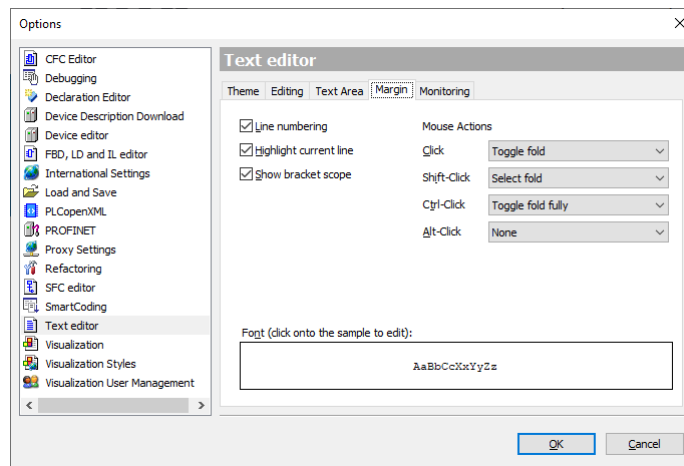 Options
CFC Editor
Debugging
Declaration Editor
Device Description Download
Device editor
FBD, LD and IL editor
International Settings
Load and Save
PLCopenXML
PROFINET
Proxy Settings
Refactoring
SFC editor
SmartCoding
Text editor
Visualization
Visualization Styles
Visualization User Management
Text editor
Theme Editing Text Area Margin Monitoring
Line numbering
Highlight current line
Show bracket scope
Mouse Actions
Click Toggle fold
Shift-Click Select fold
Ctrl-Click Toggle fold fully
Alt-Click None
Font (click onto the sample to edit):
AaBbCcXxYyZz
OK Cancel